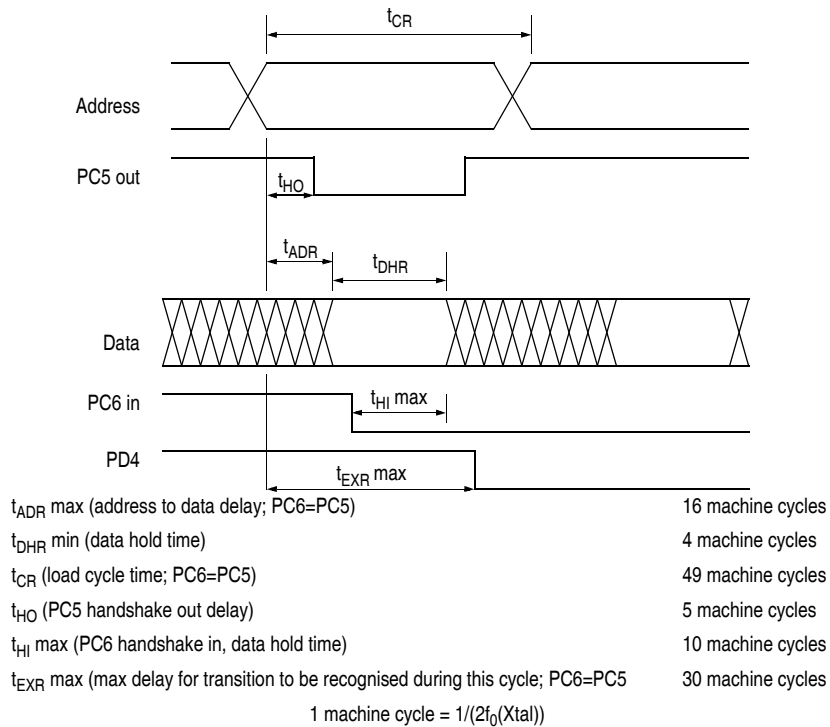 tCR
Address
PC5 out
tHO
tADR
tDHR
Data
PC6 in
tHI max
PD4
tEXR max
tADR max (address to data delay; PC6=PC5) 16 machine cycles
tDHR min (data hold time) 4 machine cycles
tCR (load cycle time; PC6=PC5) 49 machine cycles
tHO (PC5 handshake out delay) 5 machine cycles
tHI max (PC6 handshake in, data hold time) 10 machine cycles
tEXR max (max delay for transition to be recognised during this cycle; PC6=PC5 30 machine cycles
1 machine cycle = 1/(2f0(Xtal))